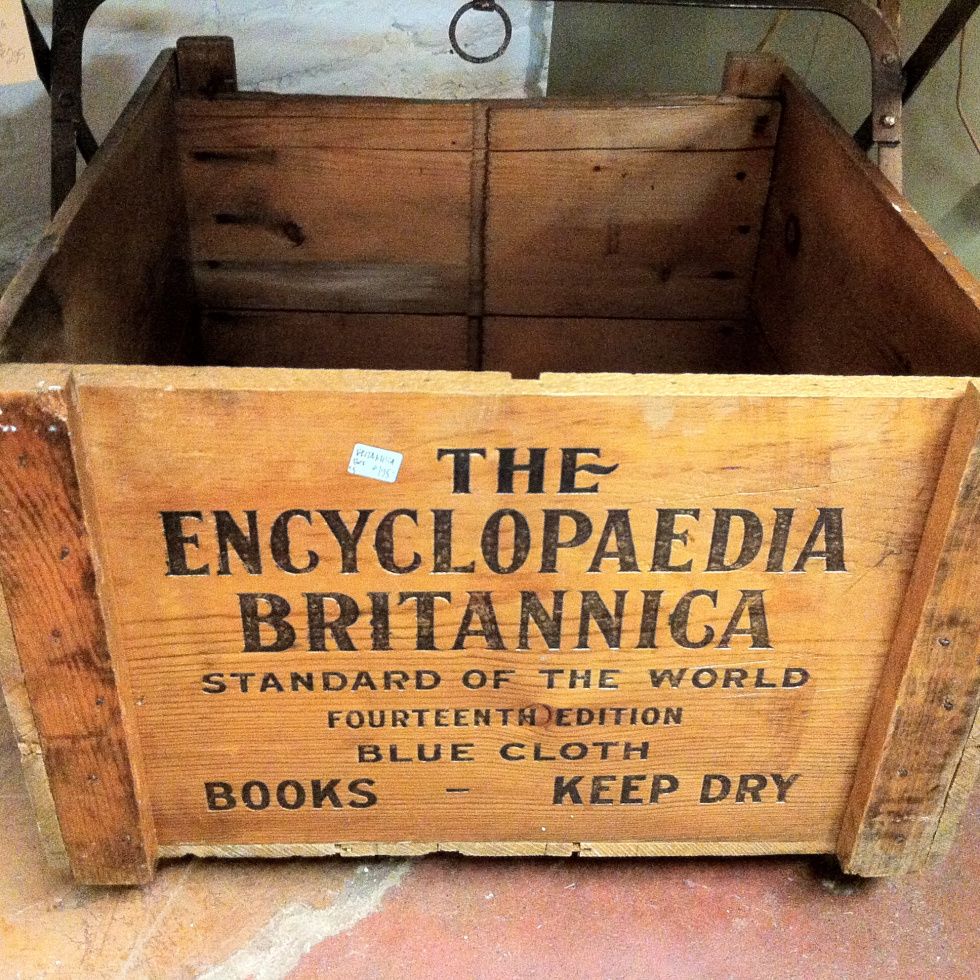 THE
ENCYCLOPAEDIA
BRITANNICA
STANDARD OF THE WORLD
FOURTEENTH EDITION
BLUE CLOTH
BOOKS – KEEP DRY